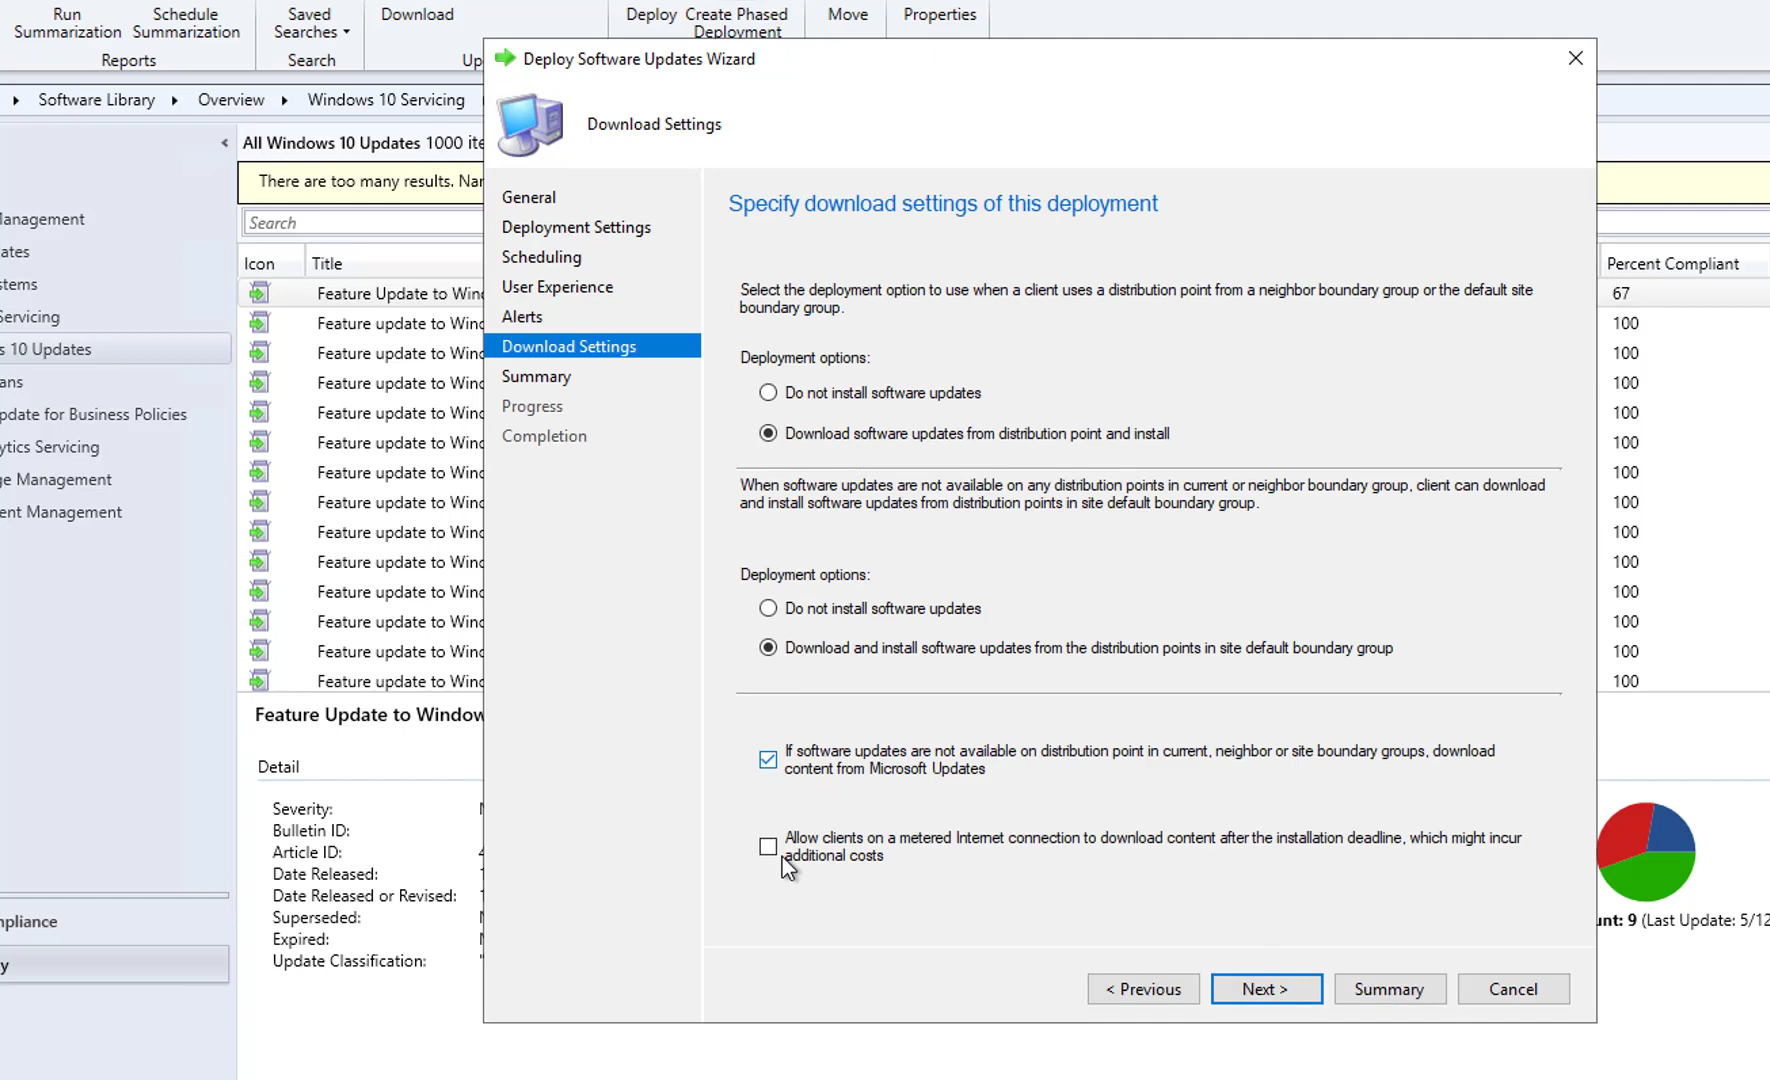 Run
Summarization
Schedule
Summarization
Reports
Saved
Searches
Search
Download
Deploy
Create Phased
Deployment
Move
Properties
Software Library
Overview
Windows 10 Servicing
Deploy Software Updates Wizard
Download Settings
All Windows 10 Updates 1000
There are too many results.
Search
Icon
Title
Percent Compliant
Feature Update to
67
Feature update to
100
Feature update to
100
Feature update to
100
Feature update to
100
Feature update to
100
Feature update to
100
Feature update to
100
Feature update to
100
Feature update to
100
Feature update to
100
Feature update to
100
Feature update to
100
Feature update to
100
10 Updates
for Business Policies
Servicing
Management
Management
General
Deployment Settings
Scheduling
User Experience
Alerts
Download Settings
Summary
Progress
Completion
Specify download settings of this deployment
Select the deployment option to use when a client uses a distribution point from a neighbor boundary group or the default site
boundary group.
Deployment options:
Do not install software updates
Download software updates from distribution point and install
When software updates are not available on any distribution points in current or neighbor boundary group, client can download
and install software updates from distribution points in site default boundary group.
Deployment options:
Do not install software updates
Download and install software updates from the distribution points in site default boundary group
If software updates are not available on distribution point in current, neighbor or site boundary groups, download
content from Microsoft Updates
Allow clients on a metered Internet connection to download content after the installation deadline, which might incur
additional costs
< Previous
Next >
Summary
Cancel
Feature Update to
Detail
Severity:
Bulletin ID:
Article ID:
Date Released:
Date Released or Revised:
Superseded:
Expired:
Update Classification:
9 (Last Update: 5/12